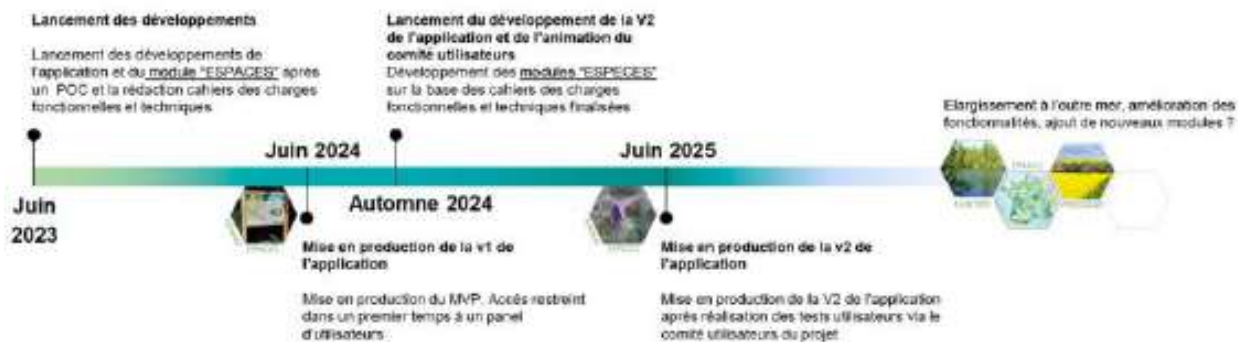 Lancement des développements
Lancement des développements de
l'application et du module "ESPACES" après
un POC et la rédaction cahiers des charges
fonctionnelles et techniques
Lancement du développement de la V2
de l'application et de l'animation du
comité utilisateurs
Développement des modules "ESPECES"
sur la base des cahiers des charges
fonctionnelles et techniques finalisées
Elargissement à l'outre mer, amélioration des
fonctionnalités, ajout de nouveaux modules ?
Juin 2024
Juin 2025
Juin
2023
Automne 2024
Mise en production de la v1 de
l'application
Mise en production du MVP. Accès restreint
dans un premier temps à un panel
d'utilisateurs
Mise en production de la v2 de
l'application
Mise en production de la V2 de l'application
après réalisation des tests utilisateurs via le
comité utilisateurs du projet